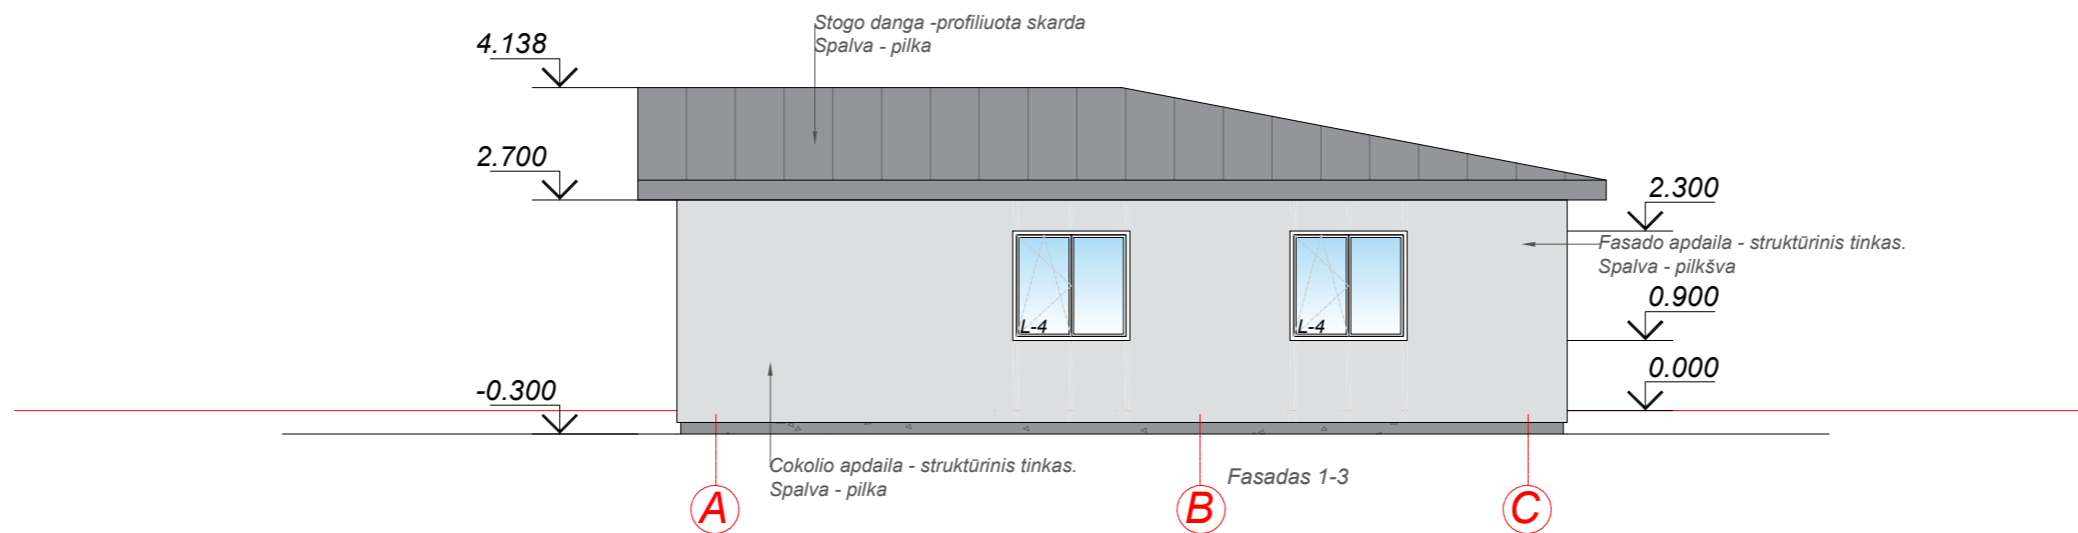 Stogo danga -profiliuota skarda
Spalva - pilka
4.138
2.700
2.300
Fasado apdaila - struktūrinis tinkas.
Spalva - pilkšva
0.900
L-4
L-4
0.000
-0.300
Cokolio apdaila - struktūrinis tinkas.
Spalva - pilka
Fasadas 1-3
A
B
C